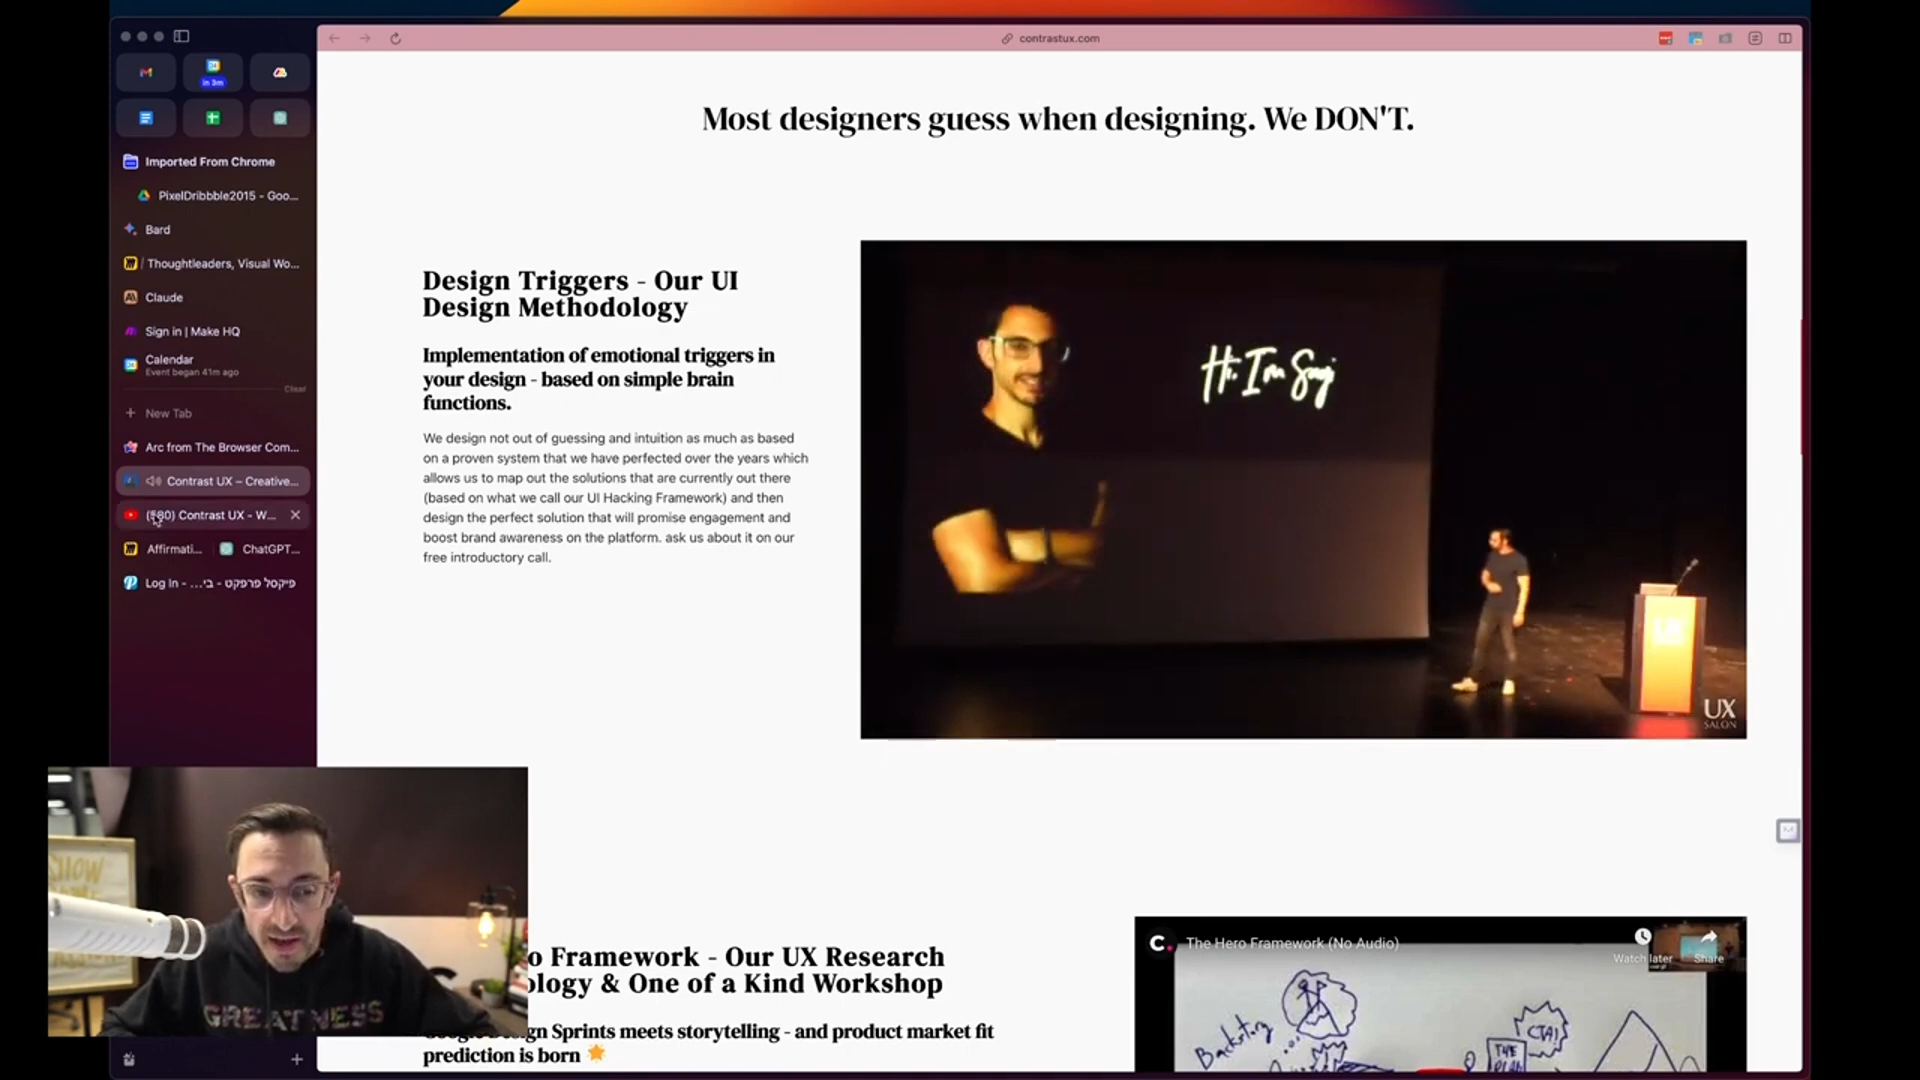 contrastux.com
in 3m
Imported From Chrome
PixelDribbble2015 - Goo...
Bard
/ Thoughtleaders, Visual Wo...
Claude
Sign in | Make HQ
Calendar
Event began 41m ago
Clear
+ New Tab
Arc from The Browser Com...
Contrast UX – Creative...
Contrast UX - W...
Affirmati...
ChatGPT...
Log In - ...פיקסל פרפקט - בי
Most designers guess when designing. We DON'T.
Design Triggers - Our UI
Design Methodology
Implementation of emotional triggers in
your design - based on simple brain
functions.
We design not out of guessing and intuition as much as based
on a proven system that we have perfected over the years which
allows us to map out the solutions that are currently out there
(based on what we call our UI Hacking Framework) and then
design the perfect solution that will promise engagement and
boost brand awareness on the platform. ask us about it on our
free introductory call.
Hi. I'm Sagi
UX
SALON
o Framework - Our UX Research
ology & One of a Kind Workshop
gn Sprints meets storytelling - and product market fit
prediction is born
The Hero Framework (No Audio)
Watch later
Share
Backstory
CTA!
THE
PLAN
GREATNESS